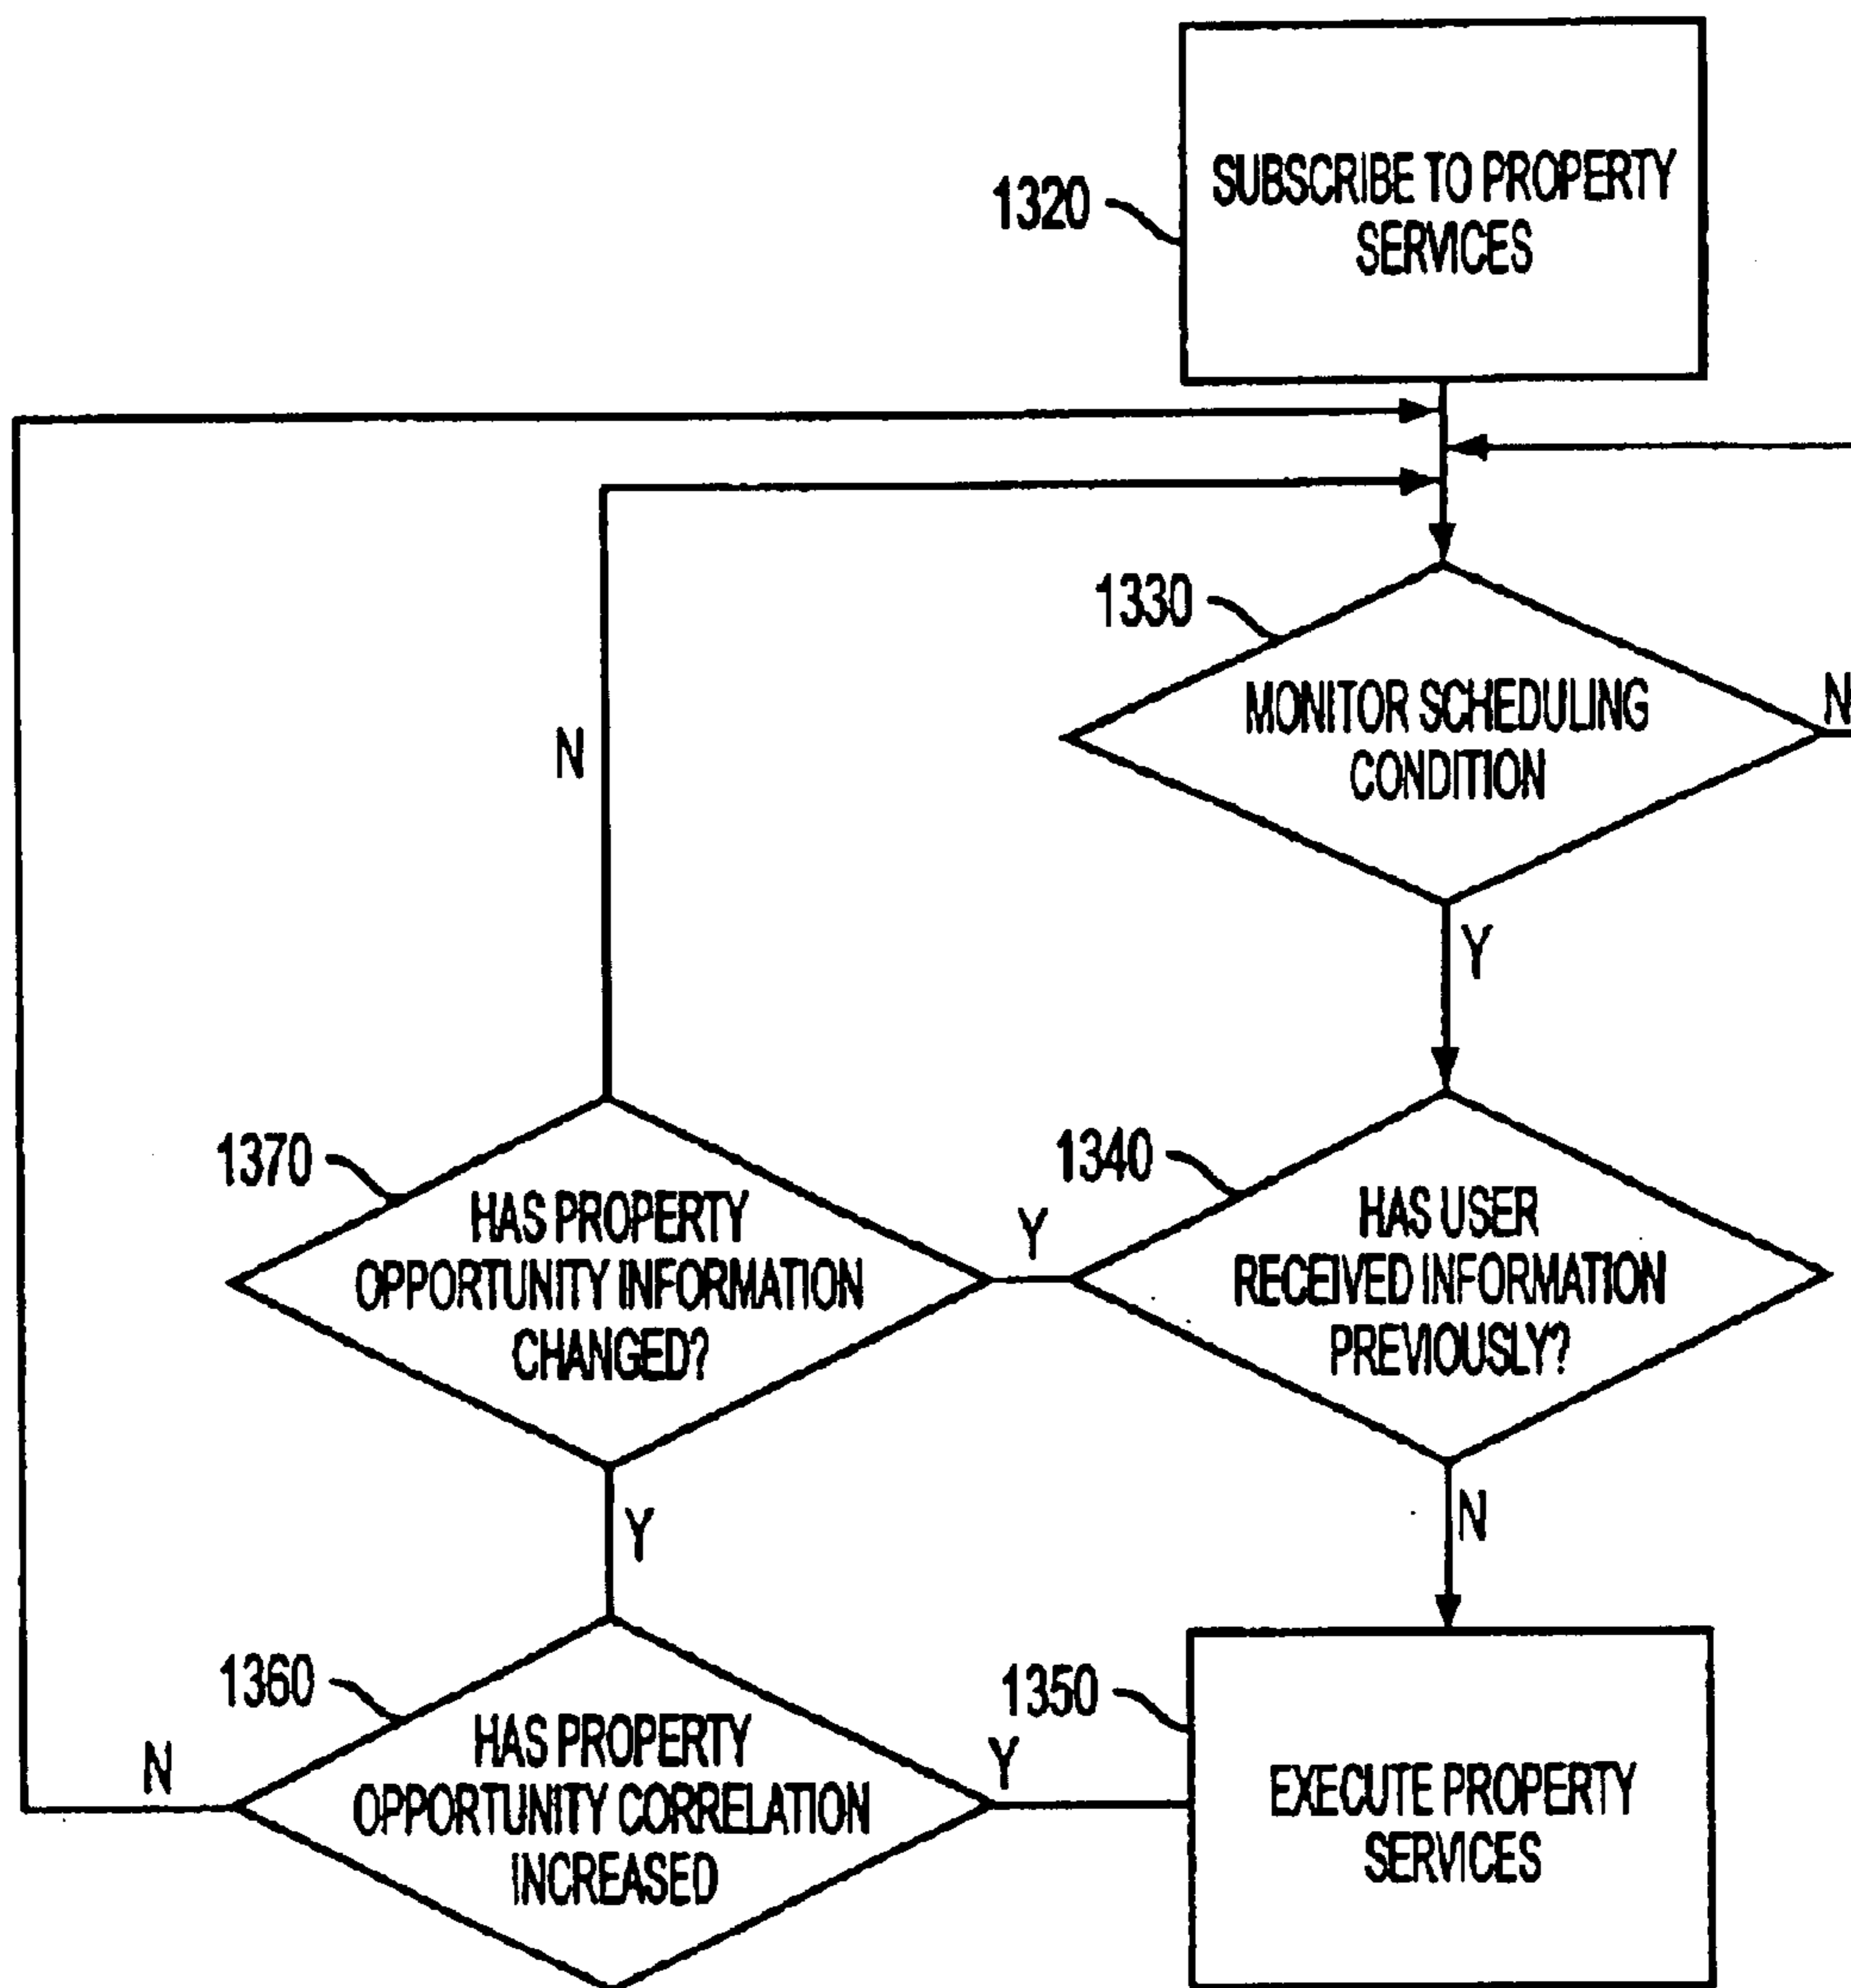 1320
SUBSCRIBE TO PROPERTY
SERVICES
1330
MONITOR SCHEDULING
CONDITION
N
N
Y
1370
HAS PROPERTY
OPPORTUNITY INFORMATION
CHANGED?
Y
1340
HAS USER
RECEIVED INFORMATION
PREVIOUSLY?
Y
N
1360
HAS PROPERTY
OPPORTUNITY CORRELATION
INCREASED
N
Y
1350
EXECUTE PROPERTY
SERVICES